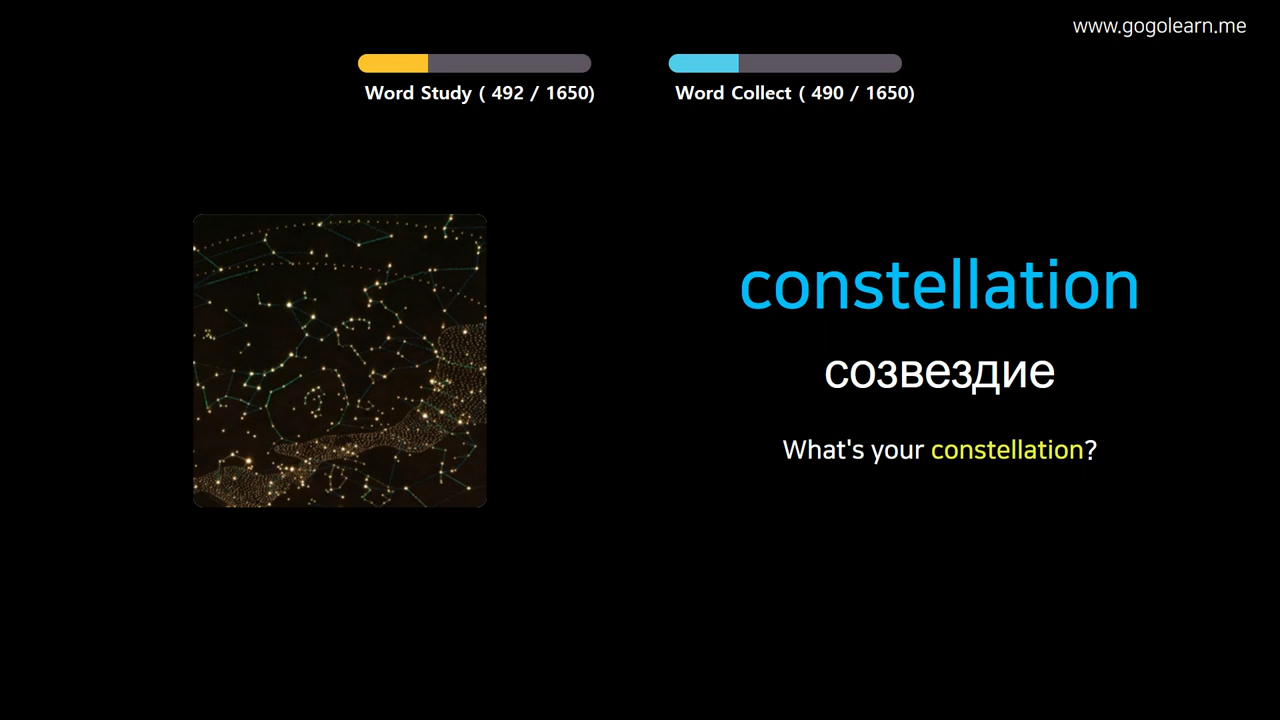 www.gogolearn.me
Word Study ( 492 / 1650)
Word Collect ( 490 / 1650)
constellation
созвездие
What's your constellation?